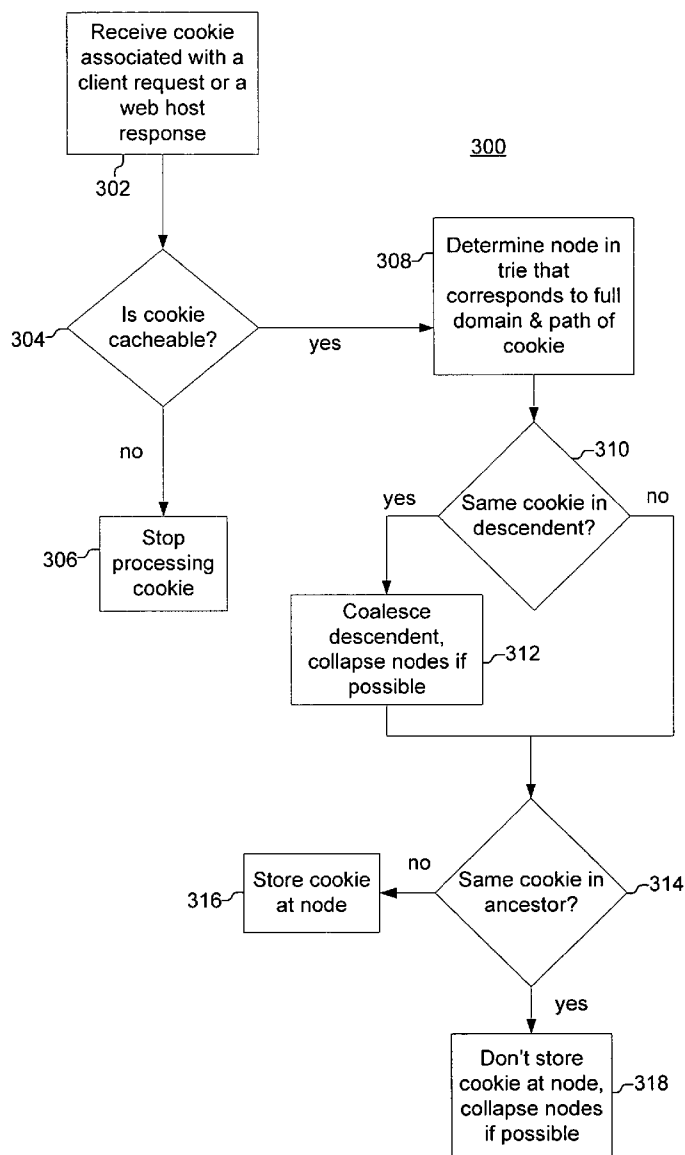 Receive cookie
associated with a
client request or a
web host
response
302
300
Is cookie
cacheable?
304
yes
no
308
Determine node in
trie that
corresponds to full
domain & path of
cookie
306
Stop
processing
cookie
310
Same cookie in
descendent?
yes
no
Coalesce
descendent,
collapse nodes if
possible
312
Same cookie in
ancestor?
314
no
316
Store cookie
at node
yes
Don't store
cookie at node,
collapse nodes
if possible
318